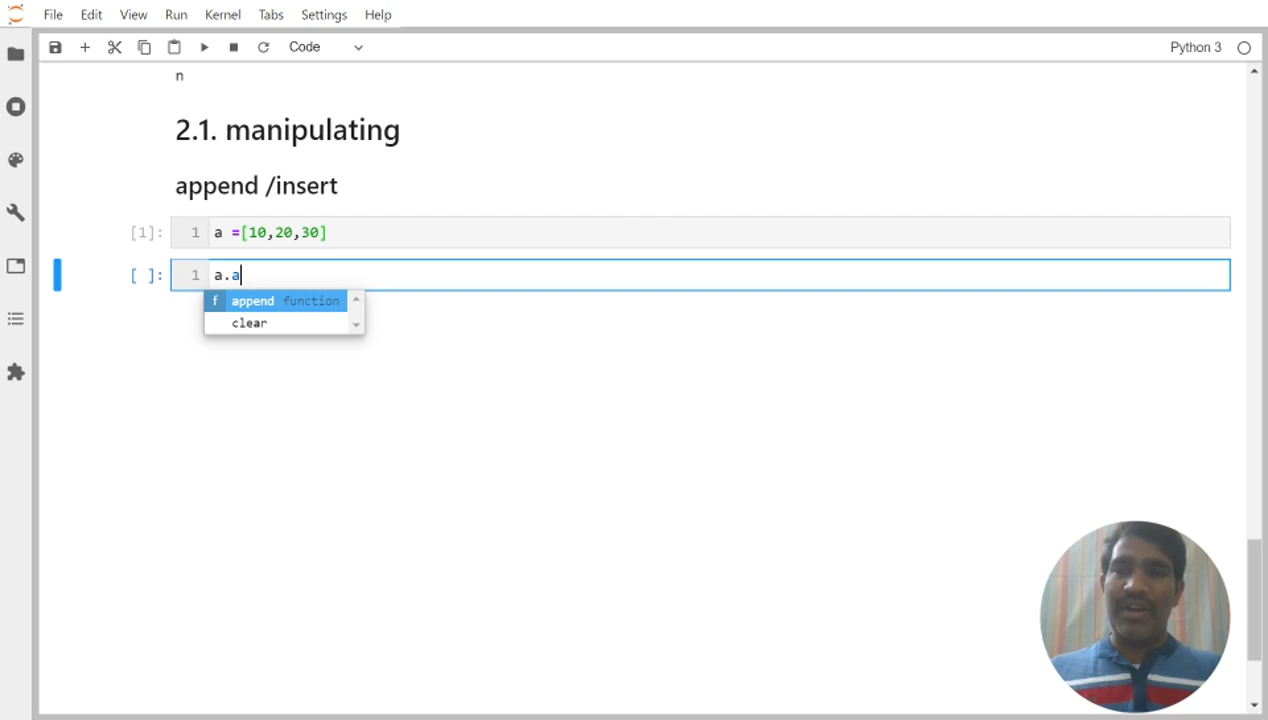 File Edit View Run Kernel Tabs Settings Help
Code Python 3
n
2.1. manipulating
append /insert
[1]: 1 a =[10,20,30]
[ ]: 1 a.a
f append function
clear